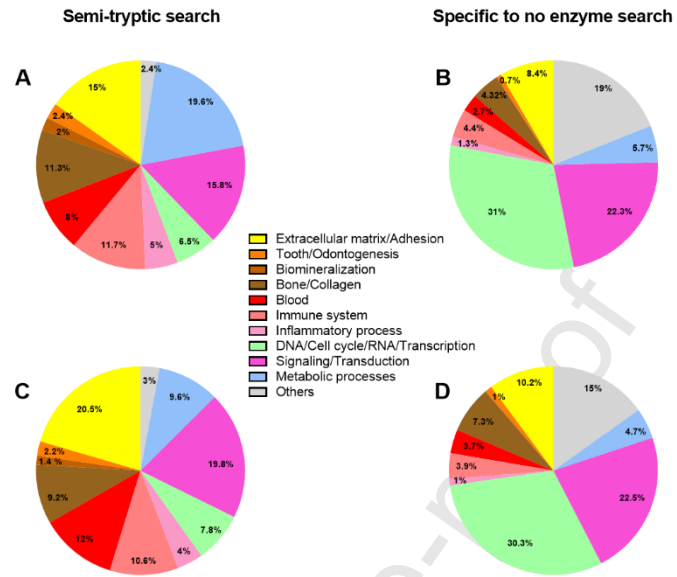 Semi-tryptic search
Specific to no enzyme search
A
2.4%
19.6%
15.8%
6.5%
5%
11.7%
8%
11.3%
2%
2.4%
15%
B
19%
5.7%
22.3%
31%
1.3%
4.4%
2.7%
4.32%
0.7%
8.4%
Extracellular matrix/Adhesion
Tooth/Odontogenesis
Biomineralization
Bone/Collagen
Blood
Immune system
Inflammatory process
DNA/Cell cycle/RNA/Transcription
Signaling/Transduction
Metabolic processes
Others
C
3%
9.6%
19.8%
7.8%
4%
10.6%
12%
9.2%
1.4 %
2.2%
20.5%
D
15%
4.7%
22.5%
30.3%
1%
3.9%
3.7%
7.3%
1%
10.2%